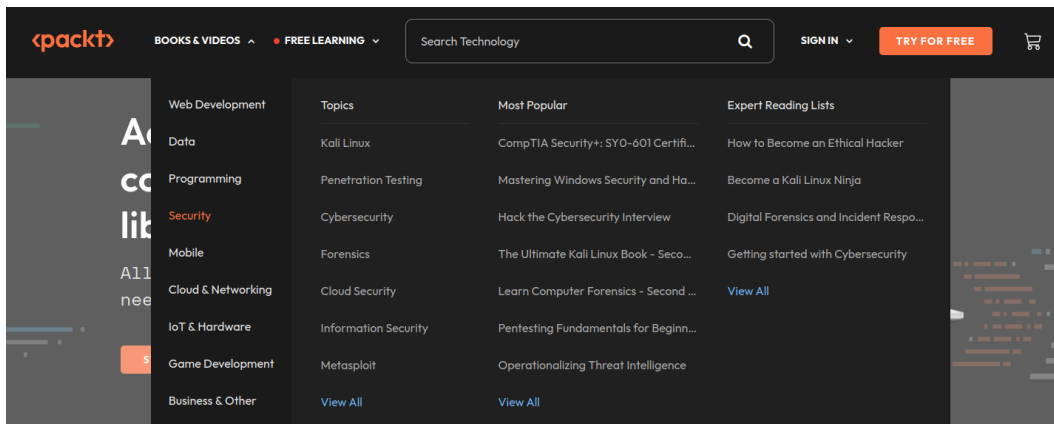 <packt>
BOOKS & VIDEOS
FREE LEARNING
Search Technology
SIGN IN
TRY FOR FREE
Web Development
Data
Programming
Security
Mobile
Cloud & Networking
IoT & Hardware
Game Development
Business & Other
Topics
Kali Linux
Penetration Testing
Cybersecurity
Forensics
Cloud Security
Information Security
Metasploit
View All
Most Popular
CompTIA Security+: SY0-601 Certifi...
Mastering Windows Security and Ha...
Hack the Cybersecurity Interview
The Ultimate Kali Linux Book - Seco...
Learn Computer Forensics - Second ...
Pentesting Fundamentals for Beginn...
Operationalizing Threat Intelligence
View All
Expert Reading Lists
How to Become an Ethical Hacker
Become a Kali Linux Ninja
Digital Forensics and Incident Respo...
Getting started with Cybersecurity
View All
All